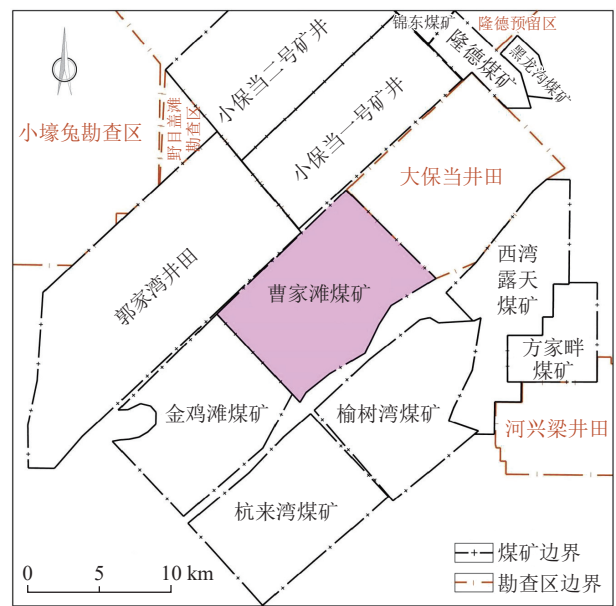 锦东煤矿
隆德预留区
隆德煤矿
黑龙沟煤矿
小保当二号矿井
小保当一号矿井
小壕兔勘查区
野目盖滩
勘查区
大保当井田
西湾
露天
煤矿
郭家湾井田
曹家滩煤矿
方家畔
煤矿
金鸡滩煤矿
榆树湾煤矿
河兴梁井田
杭来湾煤矿
煤矿边界
勘查区边界
0 5 10 km